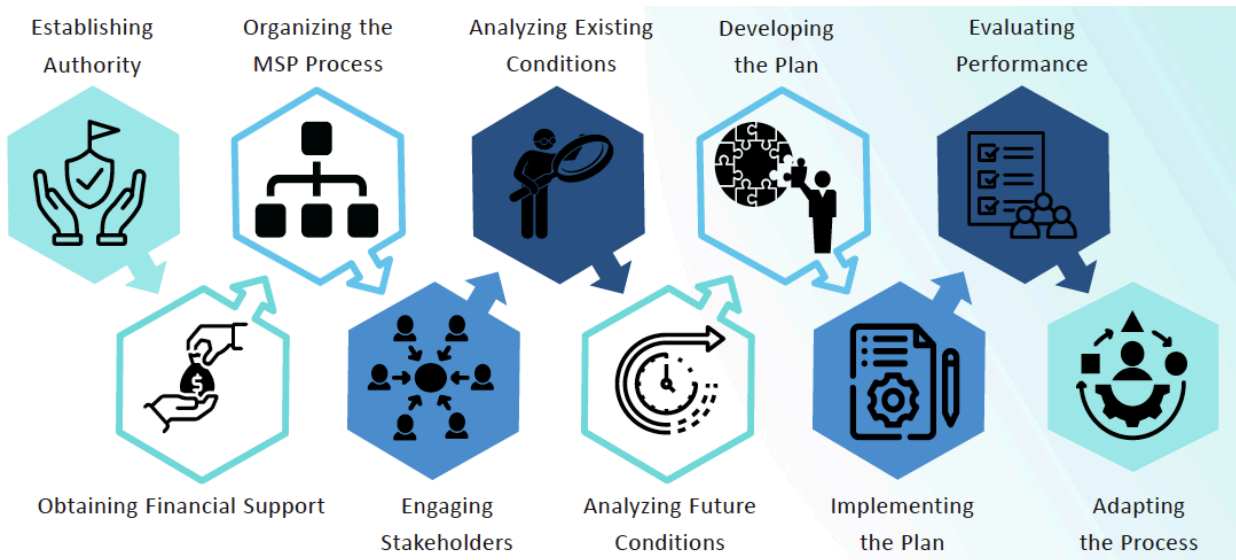 Establishing
Authority
Organizing the
MSP Process
Analyzing Existing
Conditions
Developing
the Plan
Evaluating
Performance
$
Obtaining Financial Support
Engaging
Stakeholders
Analyzing Future
Conditions
Implementing
the Plan
Adapting
the Process